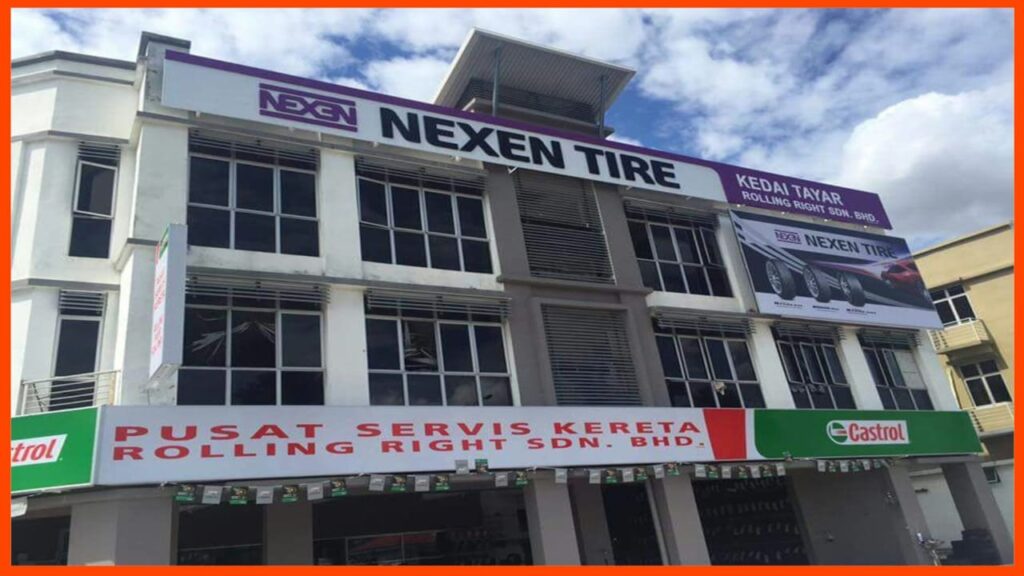 NEXEN
NEXEN TIRE
KEDAI TAYAR
ROLLING RIGHT SDN. BHD.
NEXEN NEXEN TIRE
PUSAT SERVIS KERETA
ROLLING RIGHT SDN. BHD.
Castrol
trol